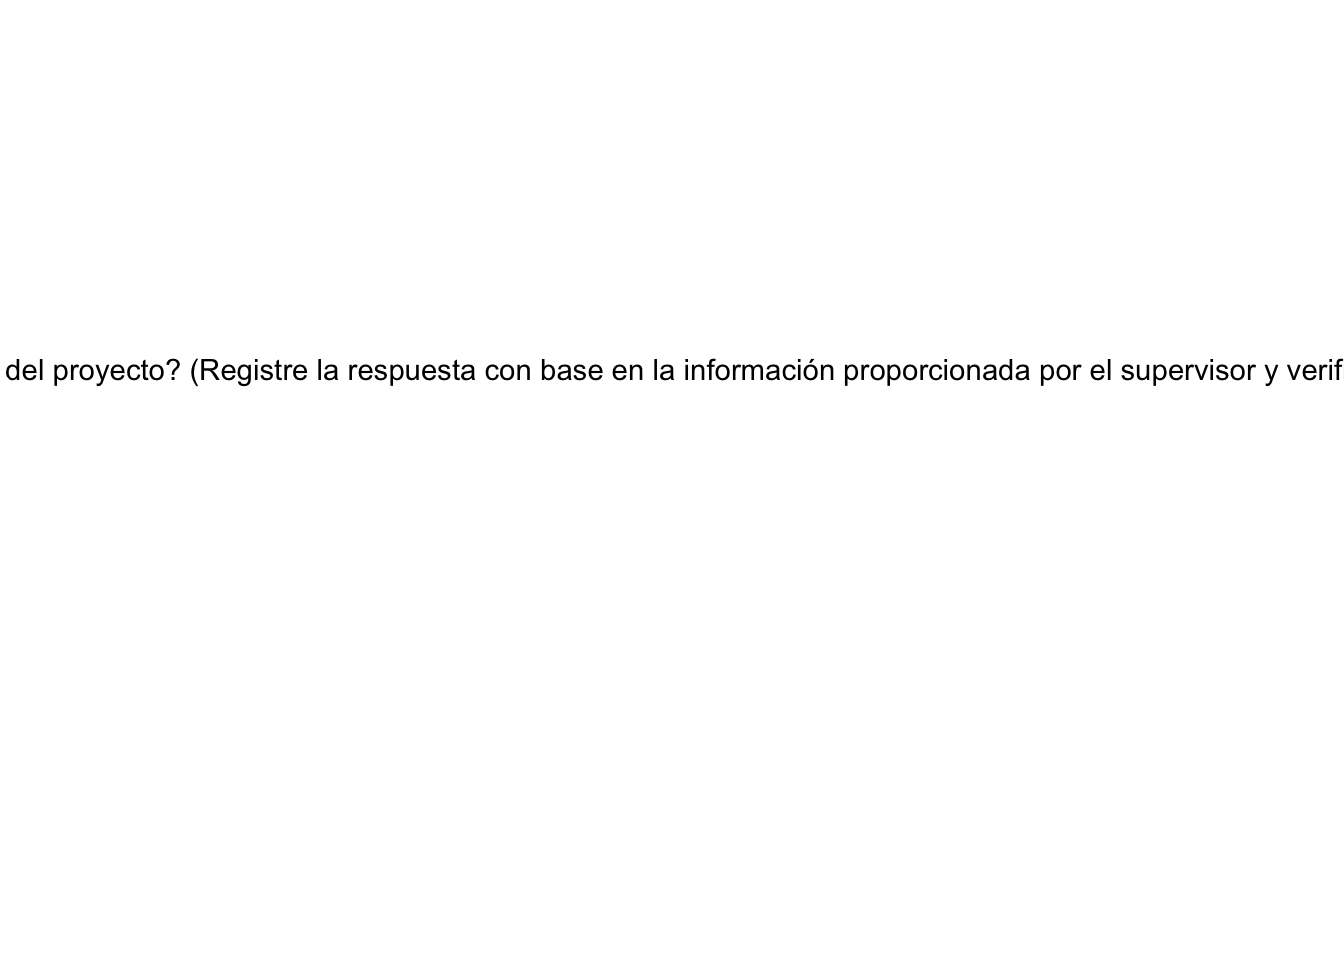 del proyecto? (Registre la respuesta con base en la información proporcionada por el supervisor y verif